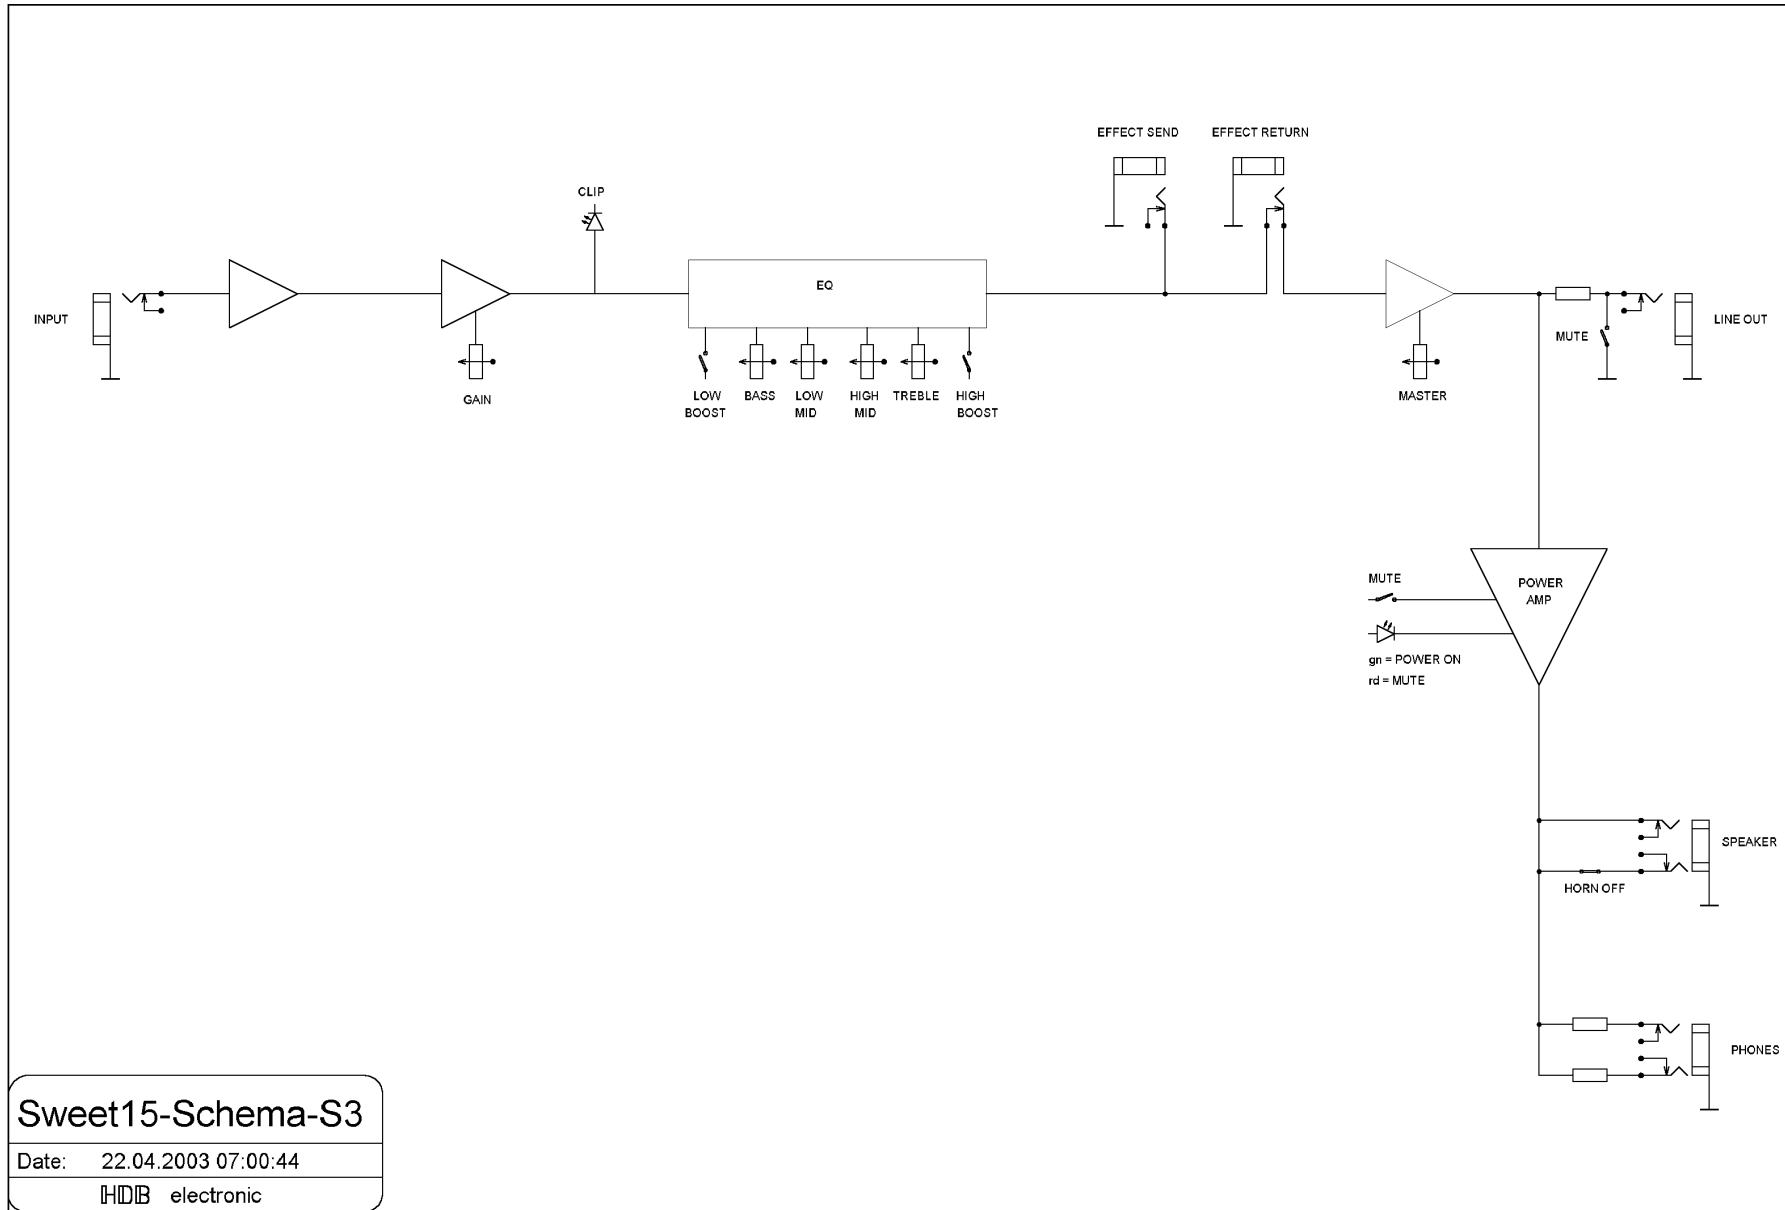 EFFECT SEND
EFFECT RETURN
CLIP
INPUT
EQ
LINE OUT
MUTE
GAIN
LOW
BOOST
BASS
LOW
MID
HIGH
MID
TREBLE
HIGH
BOOST
MASTER
MUTE
POWER
AMP
gn = POWER ON
rd = MUTE
SPEAKER
HORN OFF
PHONES
Sweet15-Schema-S3
Date: 22.04.2003 07:00:44
HDB electronic